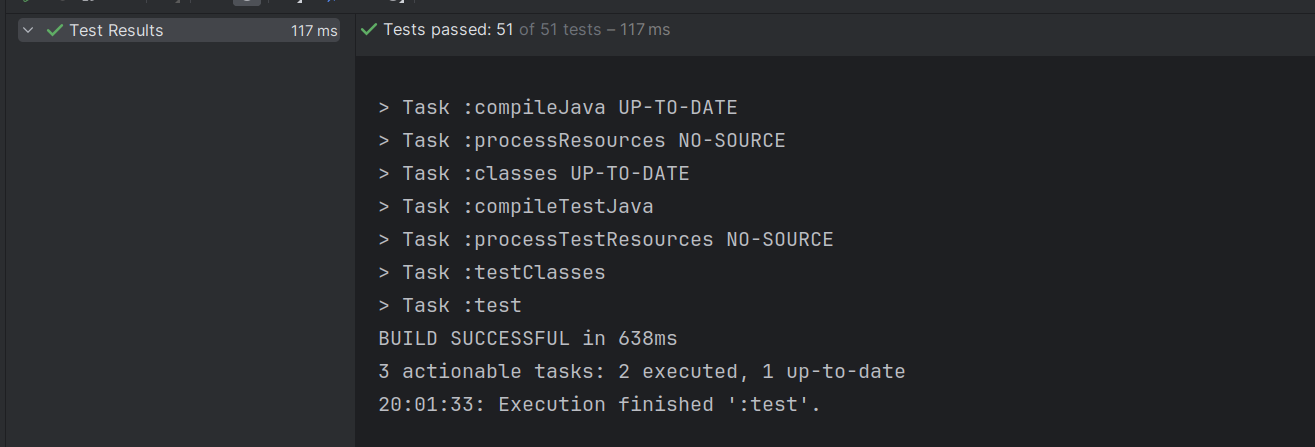 Test Results 117 ms
Tests passed: 51 of 51 tests – 117 ms
> Task :compileJava UP-TO-DATE
> Task :processResources NO-SOURCE
> Task :classes UP-TO-DATE
> Task :compileTestJava
> Task :processTestResources NO-SOURCE
> Task :testClasses
> Task :test
BUILD SUCCESSFUL in 638ms
3 actionable tasks: 2 executed, 1 up-to-date
20:01:33: Execution finished ':test'.